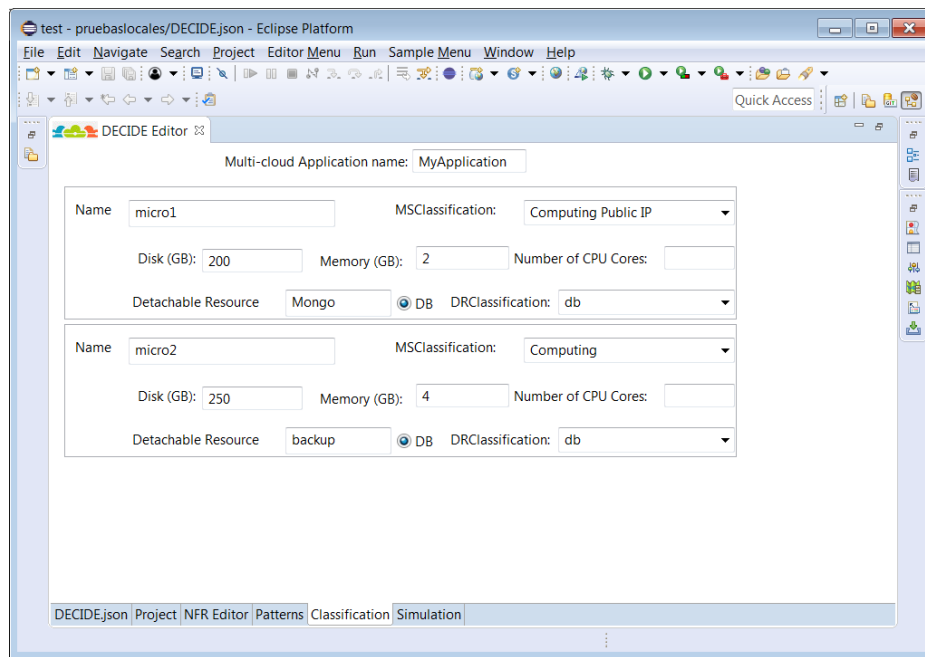 test - pruebaslocales/DECIDE.json - Eclipse Platform
File Edit Navigate Search Project Editor Menu Run Sample Menu Window Help
Quick Access
DECIDE Editor
Multi-cloud Application name: MyApplication
Name micro1 MSClassification: Computing Public IP
Disk (GB): 200 Memory (GB): 2 Number of CPU Cores:
Detachable Resource Mongo DB DRClassification: db
Name micro2 MSClassification: Computing
Disk (GB): 250 Memory (GB): 4 Number of CPU Cores:
Detachable Resource backup DB DRClassification: db
DECIDE.json Project NFR Editor Patterns Classification Simulation